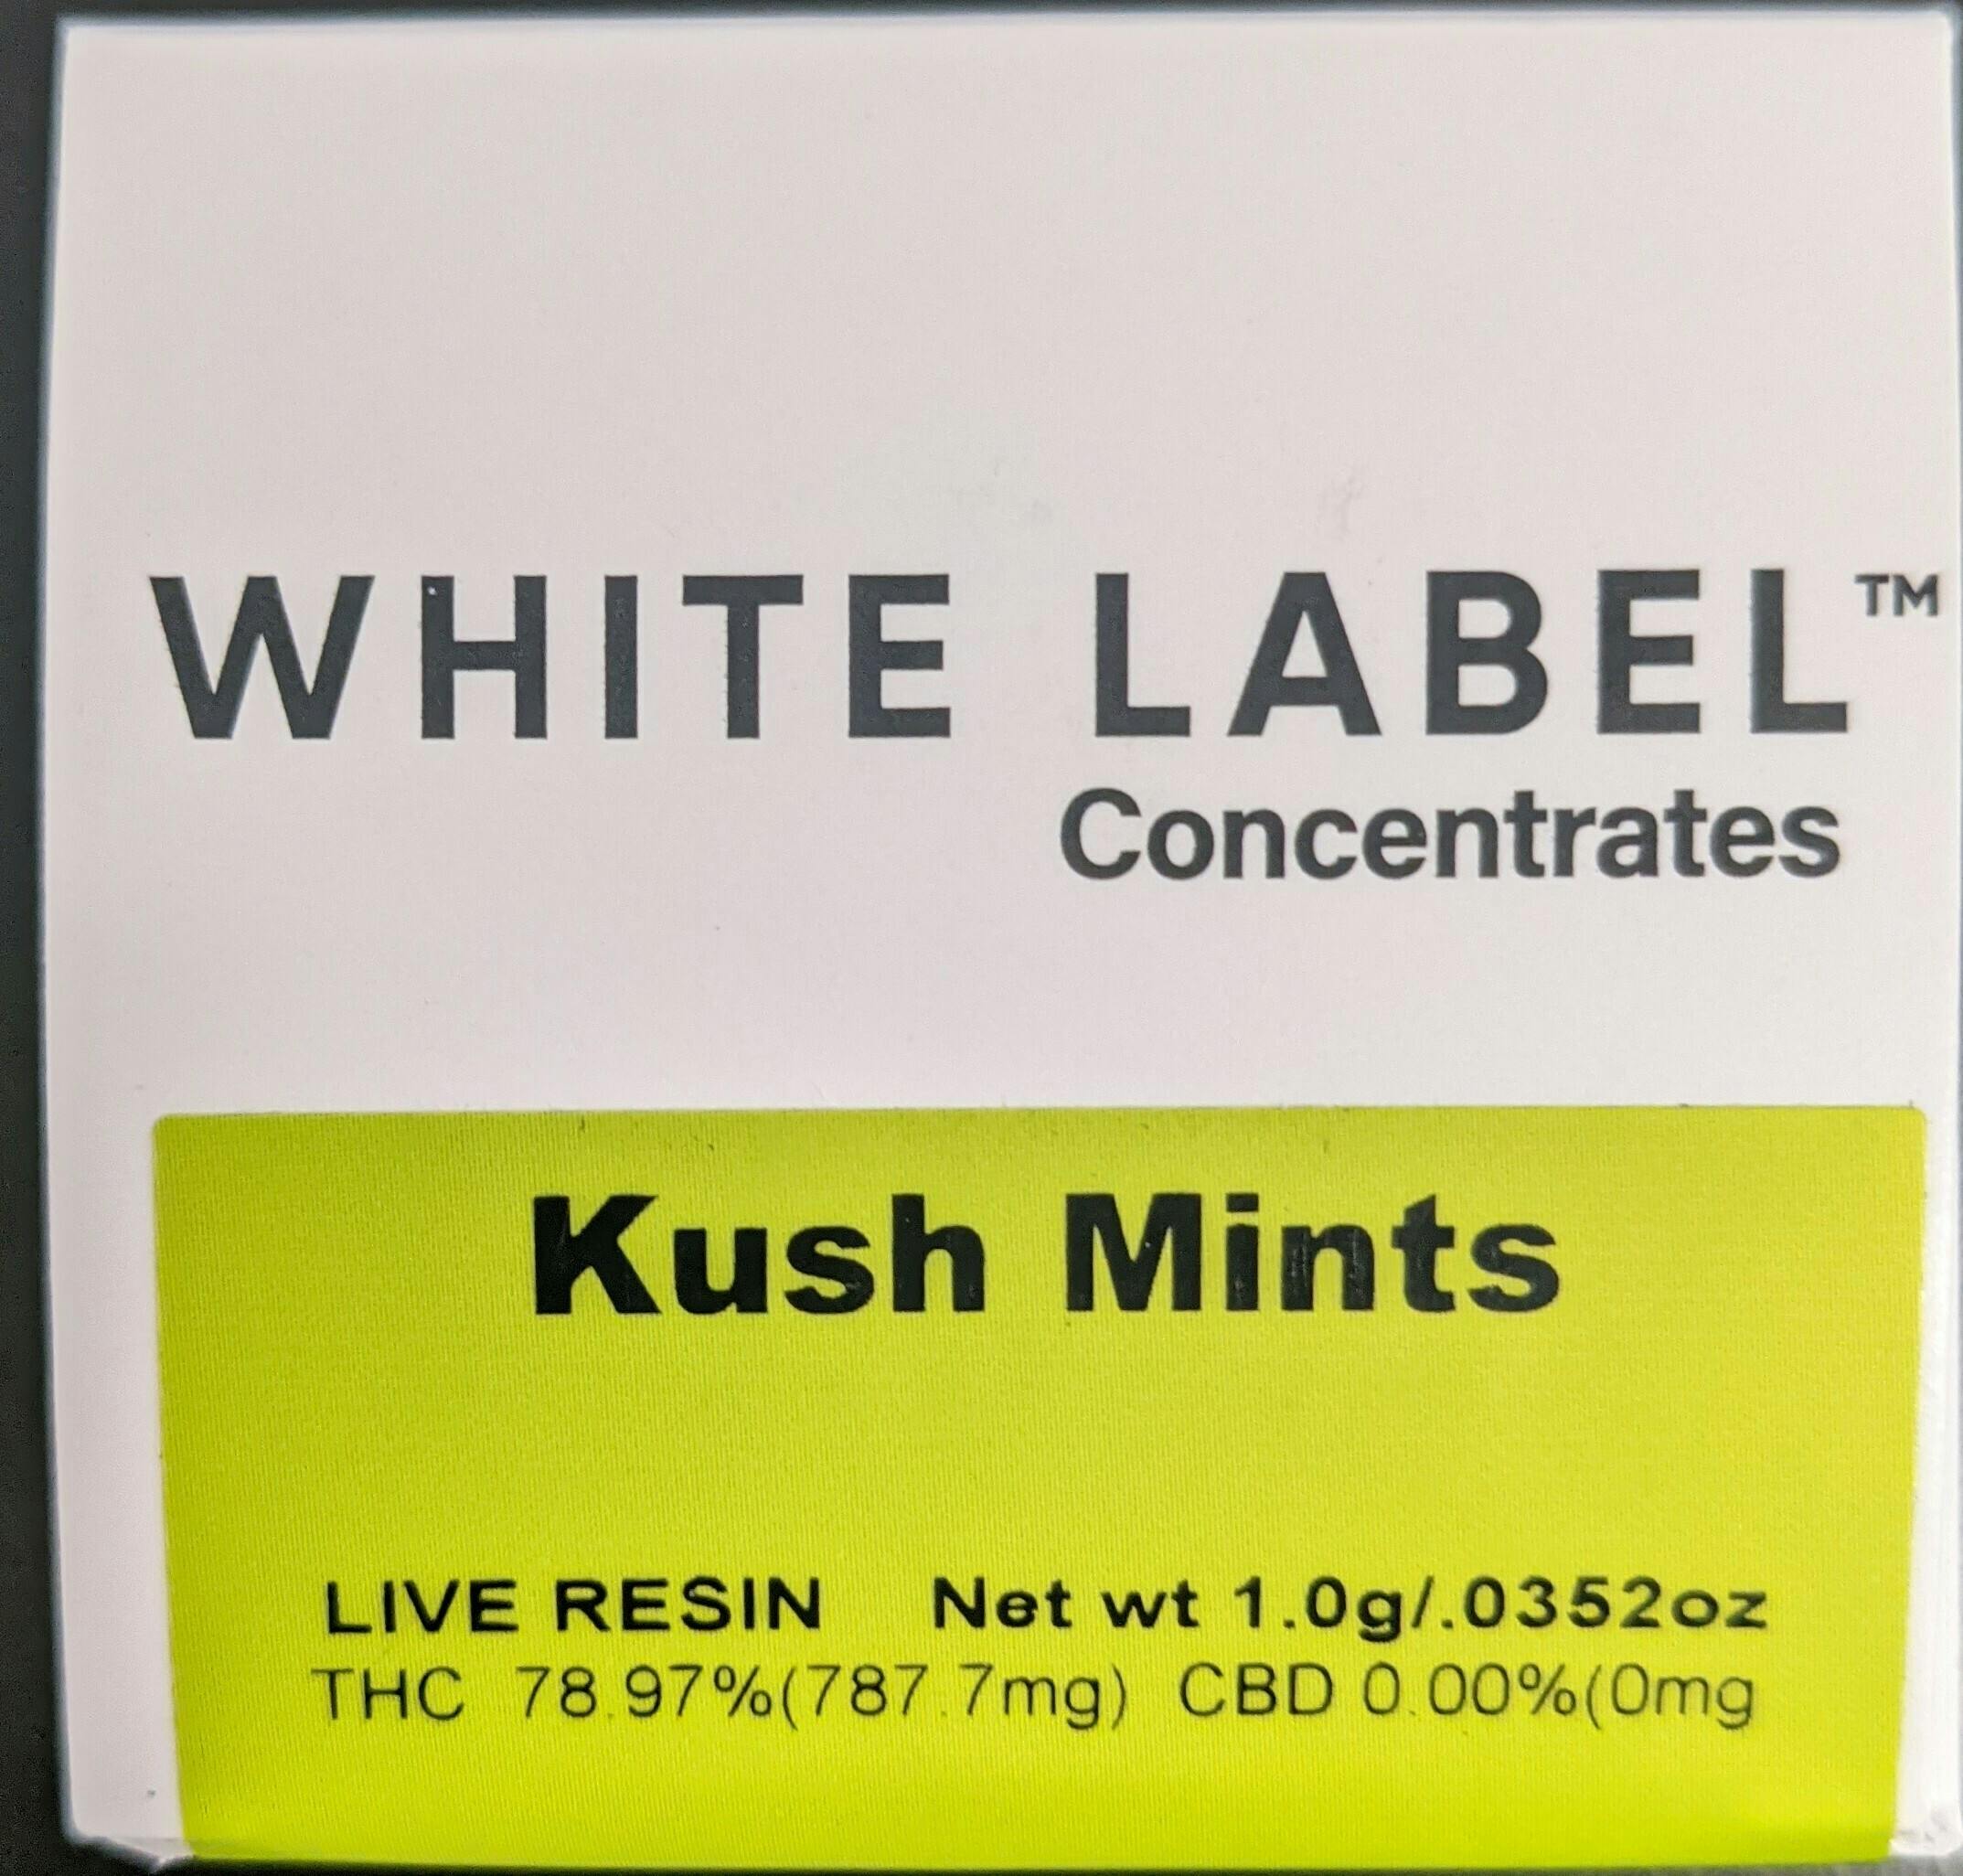 WHITE LABEL™
Concentrates
Kush Mints
LIVE RESIN Net wt 1.0g/.0352oz
THC 78.97%(787.7mg) CBD 0.00%(0mg